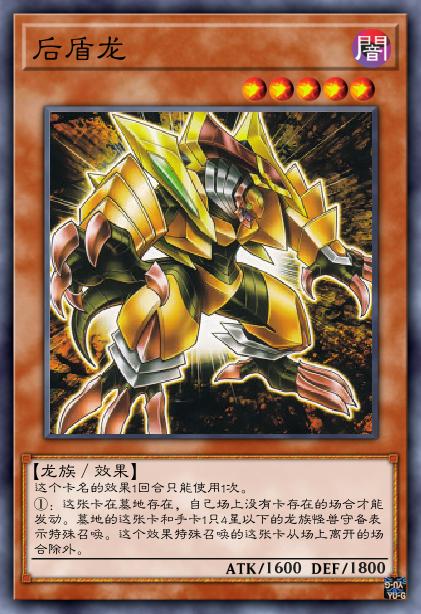 后盾龙
闇
【龙族／效果】
这个卡名的效果1回合只能使用1次。
①：这张卡在墓地存在，自己场上没有卡存在的场合才能
发动。墓地的这张卡和手卡1只4星以下的龙族怪兽守备表
示特殊召唤。这个效果特殊召唤的这张卡从场上离开的场
合除外。
ATK/1600 DEF/1800